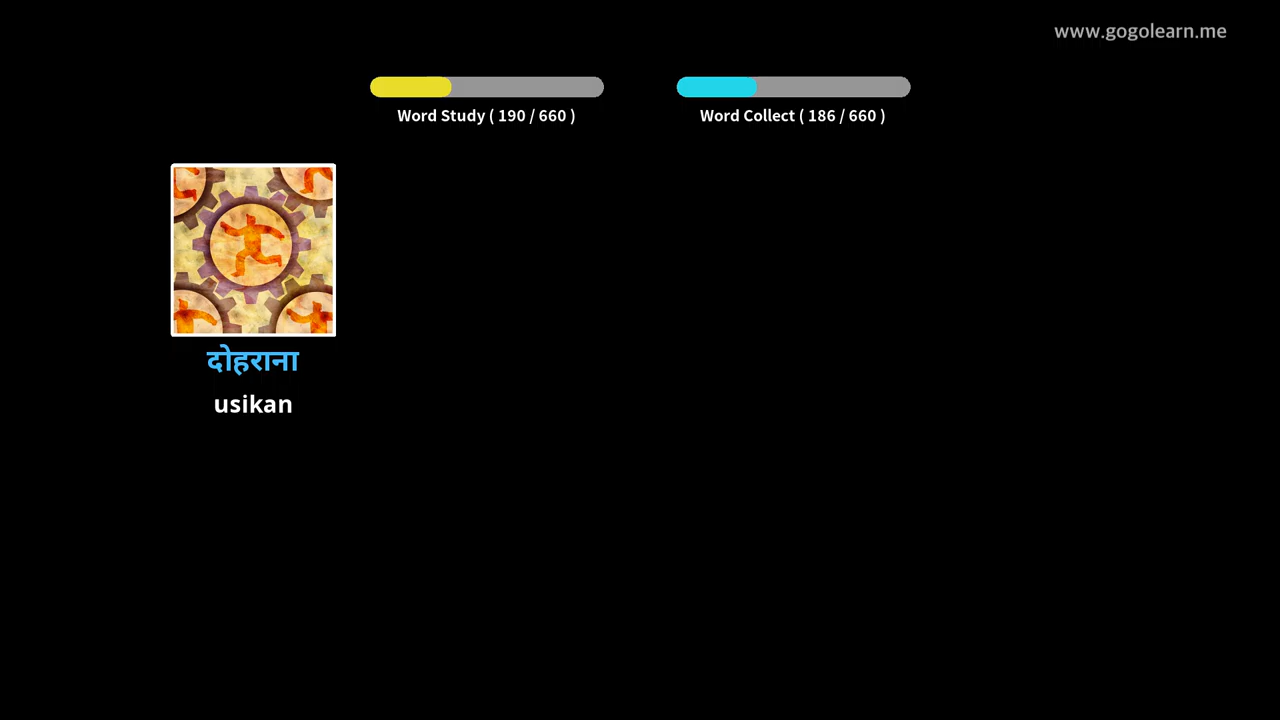 www.gogolearn.me
Word Study ( 190 / 660 )
Word Collect ( 186 / 660 )
दोहराना
usikan